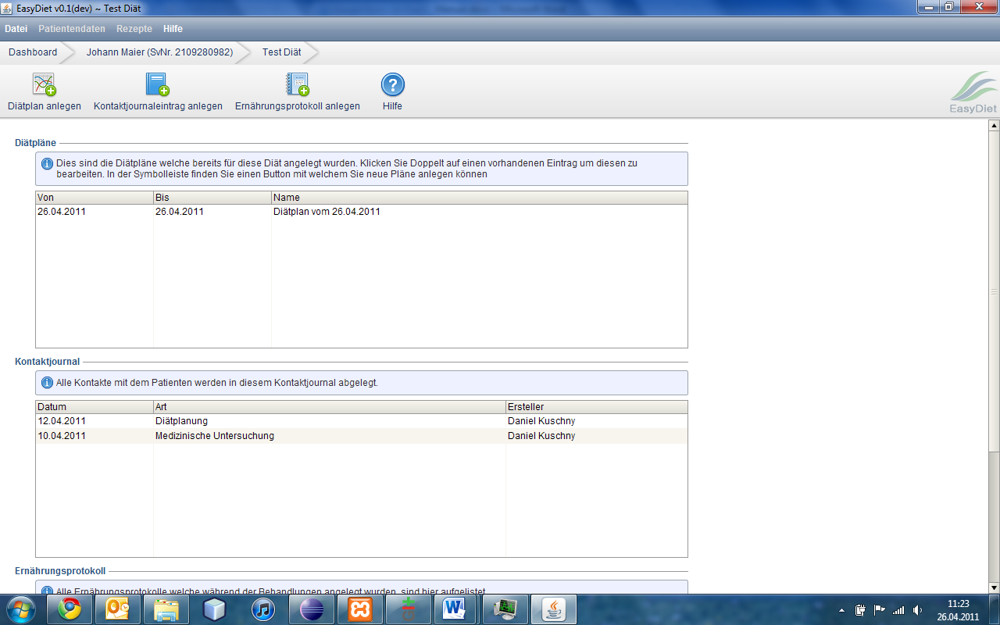 EasyDiet v0.1(dev) ~ Test Diät
Datei Patientendaten Rezepte Hilfe
Dashboard Johann Maier (SvNr. 2109280982) Test Diät
Diätplan anlegen Kontaktjournaleintrag anlegen Ernährungsprotokoll anlegen Hilfe
EasyDiet
Diätpläne
Dies sind die Diätpläne welche bereits für diese Diät angelegt wurden. Klicken Sie Doppelt auf einen vorhandenen Eintrag um diesen zu
bearbeiten. In der Symbolleiste finden Sie einen Button mit welchem Sie neue Pläne anlegen können
Von Bis Name
26.04.2011 26.04.2011 Diätplan vom 26.04.2011
Kontaktjournal
Alle Kontakte mit dem Patienten werden in diesem Kontaktjournal abgelegt.
Datum Art Ersteller
12.04.2011 Diätplanung Daniel Kuschny
10.04.2011 Medizinische Untersuchung Daniel Kuschny
Ernährungsprotokoll
Alle Ernährungsprotokolle welche während der Behandlungen angelegt wurden, sind hier aufgelistet
11:23
26.04.2011